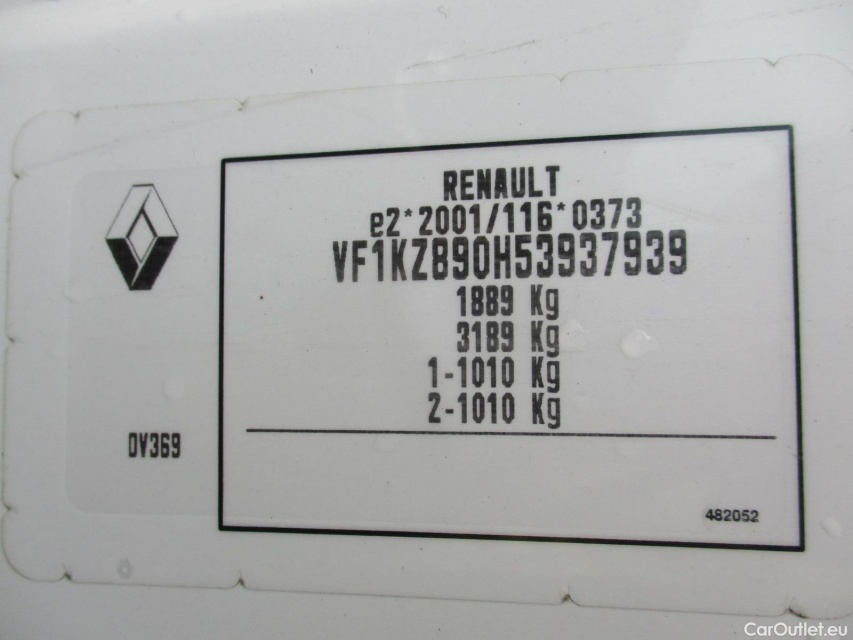 RENAULT
e2*2001/116*0373
VF1KZ890H53937939
1889 Kg
3189 Kg
1-1010 Kg
2-1010 Kg
DV369
482052
CarOutlet.eu